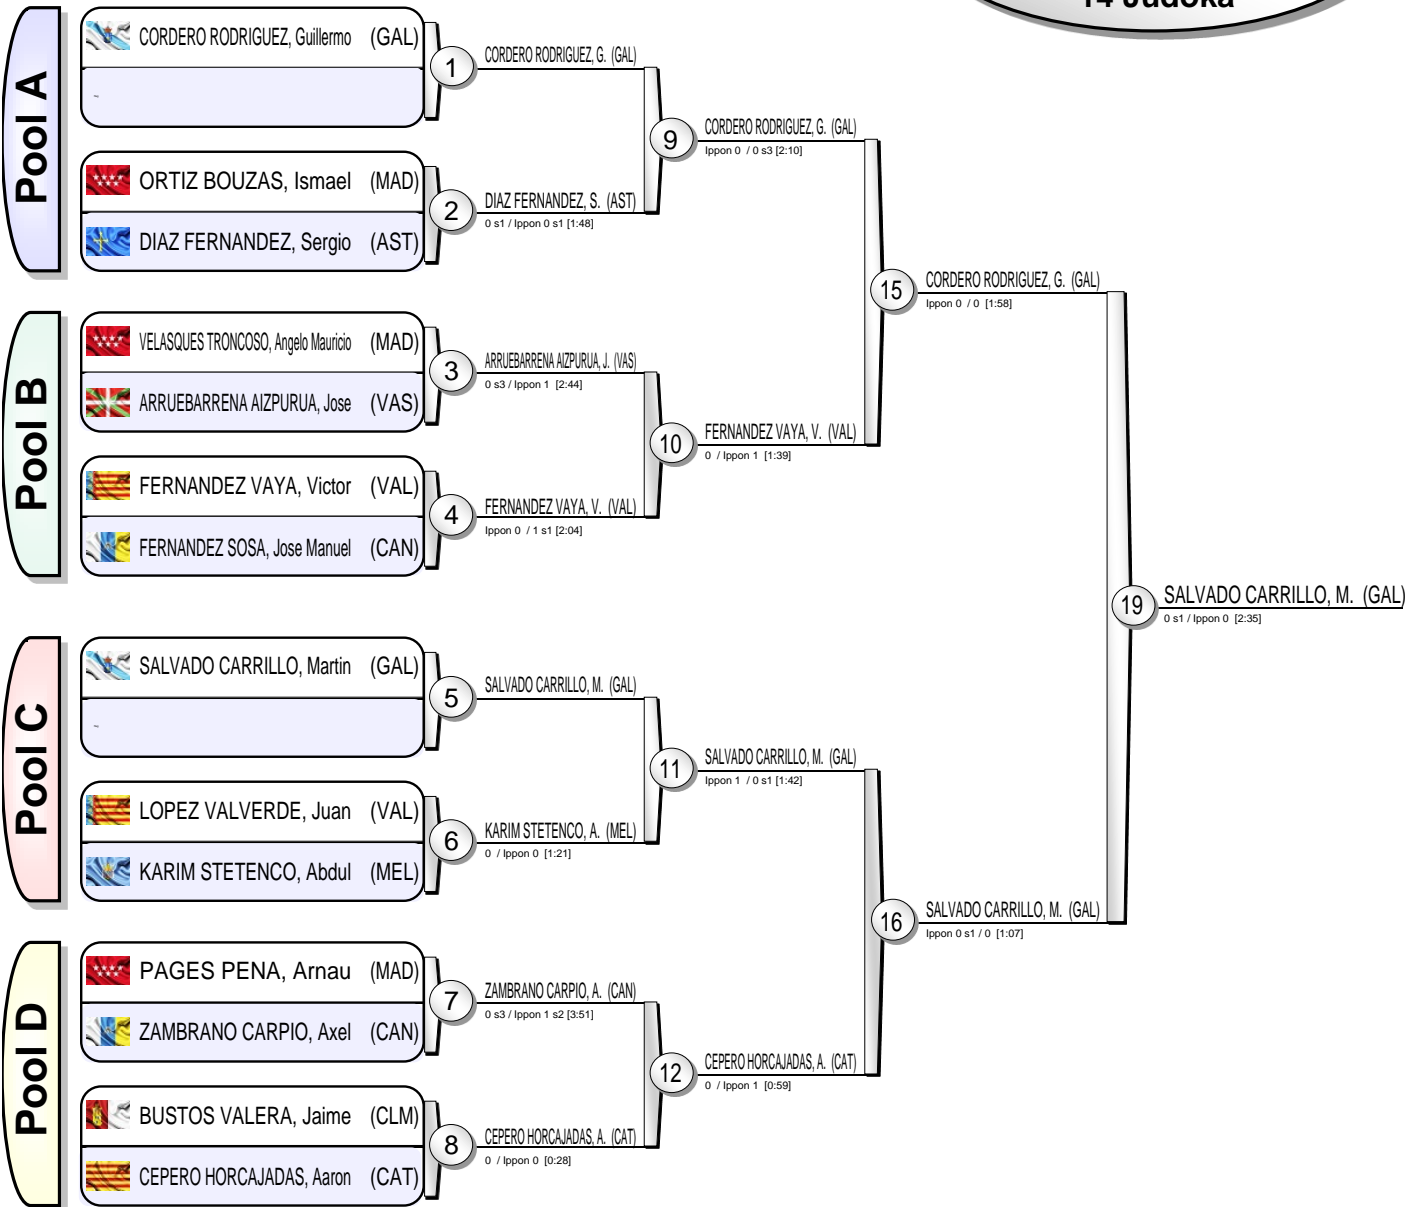 14 Judoka
Pool A
CORDERO RODRIGUEZ, Guillermo (GAL)
1
CORDERO RODRIGUEZ, G. (GAL)
ORTIZ BOUZAS, Ismael (MAD)
DIAZ FERNANDEZ, Sergio (AST)
2
DIAZ FERNANDEZ, S. (AST)
0 s1 / Ippon 0 s1 [1:48]
9
CORDERO RODRIGUEZ, G. (GAL)
Ippon 0 / 0 s3 [2:10]
Pool B
VELASQUES TRONCOSO, Angelo Mauricio (MAD)
ARRUEBARRENA AIZPURUA, Jose (VAS)
3
ARRUEBARRENA AIZPURUA, J. (VAS)
0 s3 / Ippon 1 [2:44]
FERNANDEZ VAYA, Victor (VAL)
FERNANDEZ SOSA, Jose Manuel (CAN)
4
FERNANDEZ VAYA, V. (VAL)
Ippon 0 / 1 s1 [2:04]
10
FERNANDEZ VAYA, V. (VAL)
0 / Ippon 1 [1:39]
15
CORDERO RODRIGUEZ, G. (GAL)
Ippon 0 / 0 [1:58]
Pool C
SALVADO CARRILLO, Martin (GAL)
5
SALVADO CARRILLO, M. (GAL)
LOPEZ VALVERDE, Juan (VAL)
KARIM STETENCO, Abdul (MEL)
6
KARIM STETENCO, A. (MEL)
0 / Ippon 0 [1:21]
11
SALVADO CARRILLO, M. (GAL)
Ippon 1 / 0 s1 [1:42]
Pool D
PAGES PENA, Arnau (MAD)
ZAMBRANO CARPIO, Axel (CAN)
7
ZAMBRANO CARPIO, A. (CAN)
0 s3 / Ippon 1 s2 [3:51]
BUSTOS VALERA, Jaime (CLM)
CEPERO HORCAJADAS, Aaron (CAT)
8
CEPERO HORCAJADAS, A. (CAT)
0 / Ippon 0 [0:28]
12
CEPERO HORCAJADAS, A. (CAT)
0 / Ippon 1 [0:59]
16
SALVADO CARRILLO, M. (GAL)
Ippon 0 s1 / 0 [1:07]
19
SALVADO CARRILLO, M. (GAL)
0 s1 / Ippon 0 [2:35]